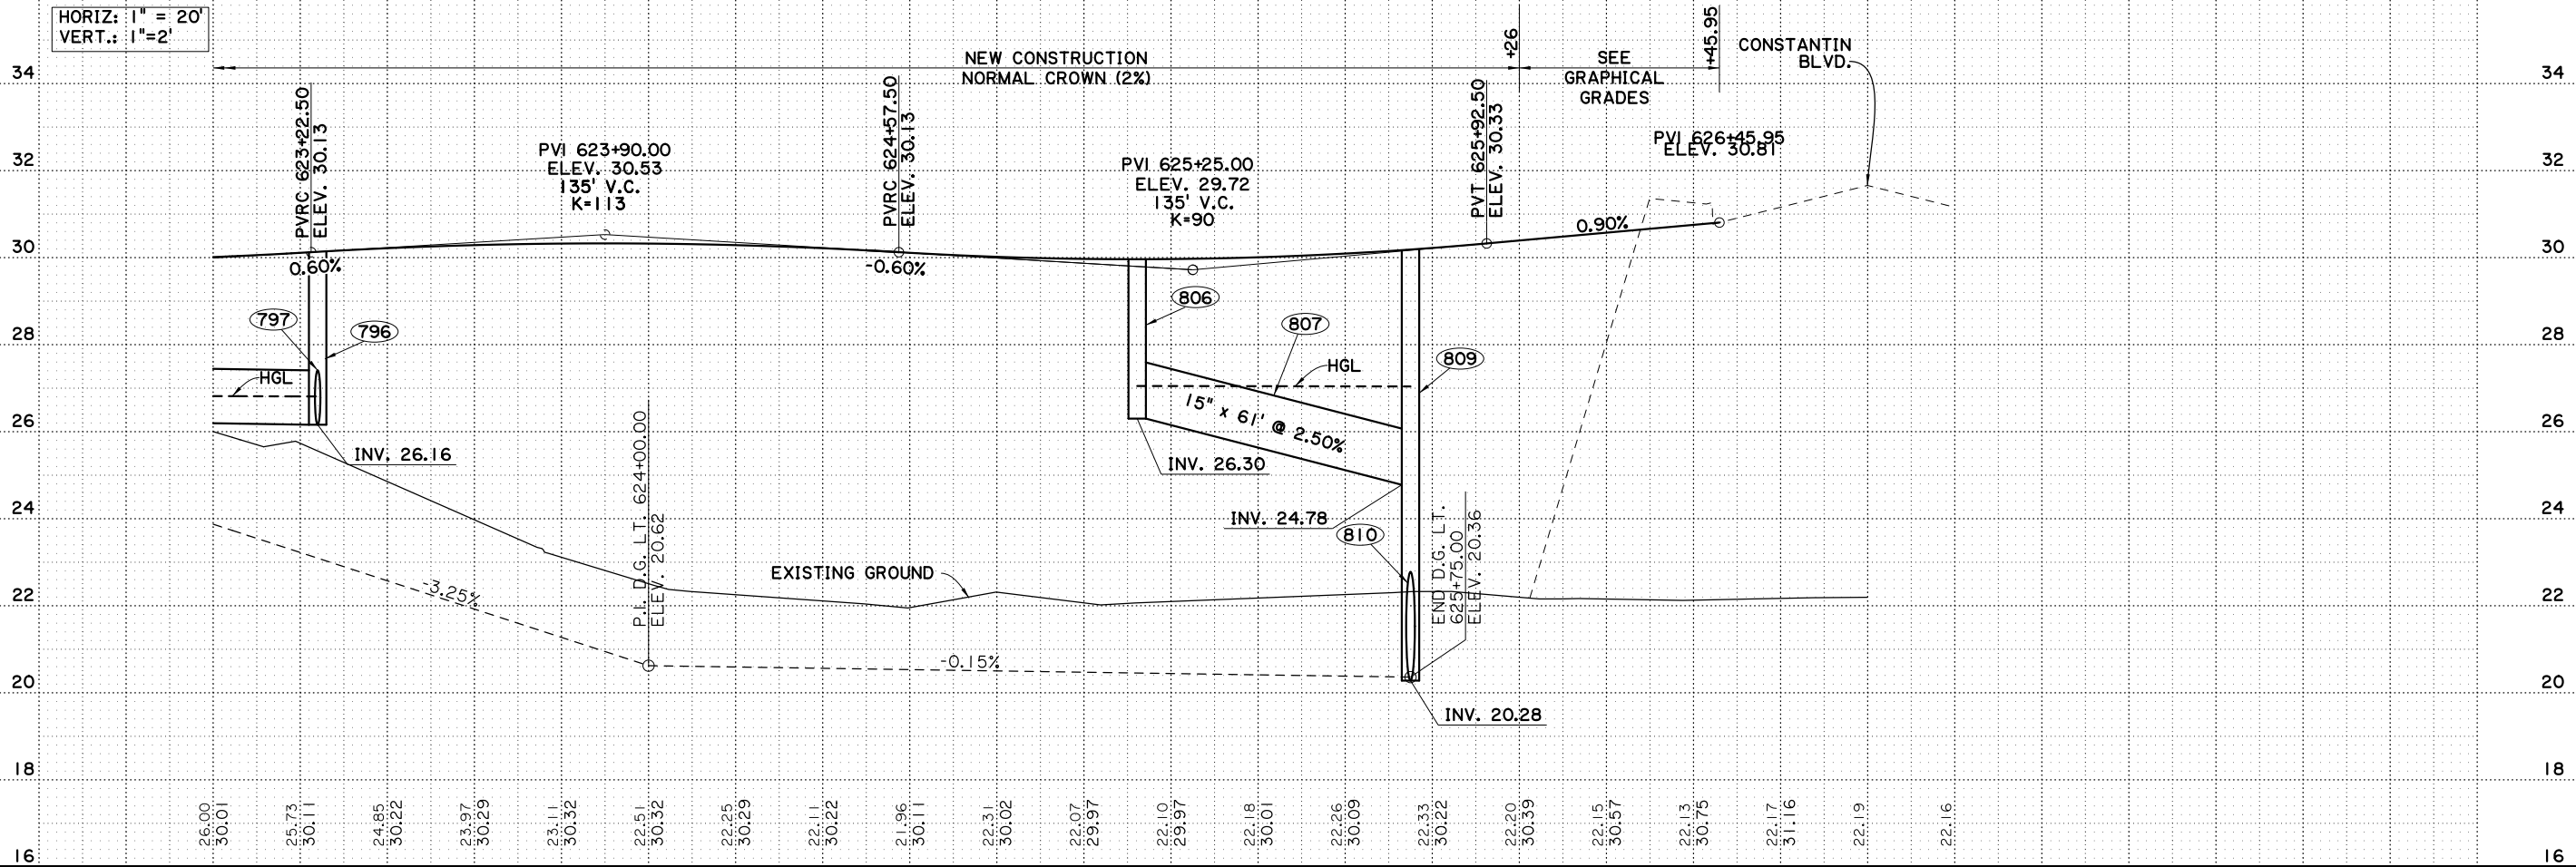 HORIZ: 1" = 20'
VERT.: 1"=2'
34
32
30
28
26
24
22
20
18
16
34
32
30
28
26
24
22
20
18
16
NEW CONSTRUCTION
NORMAL CROWN (2%)
+26
SEE
GRAPHICAL
GRADES
+45.95
CONSTANTIN
BLVD.
PVRC 623+22.50
ELEV. 30.13
PVI 623+90.00
ELEV. 30.53
135' V.C.
K=113
PVRC 624+57.50
ELEV. 30.13
PVI 625+25.00
ELEV. 29.72
135' V.C.
K=90
PVT 625+92.50
ELEV. 30.33
PVI 626+45.95
ELEV. 30.81
0.60%
-0.60%
0.90%
797
796
HGL
INV. 26.16
806
807
HGL
809
15" x 61' @ 2.50%
INV. 26.30
INV. 24.78
810
P.I. D.G. LT. 624+00.00
ELEV. 20.62
EXISTING GROUND
-3.25%
-0.15%
END D.G. LT.
625+75.00
ELEV. 20.36
INV. 20.28
26.00
30.01
25.73
30.11
24.85
30.22
23.97
30.29
23.11
30.32
22.51
30.32
22.25
30.29
22.11
30.22
21.96
30.11
22.31
30.02
22.07
29.97
22.10
29.97
22.18
30.01
22.26
30.09
22.33
30.22
22.20
30.39
22.15
30.57
22.13
30.75
22.17
31.16
22.19
22.16